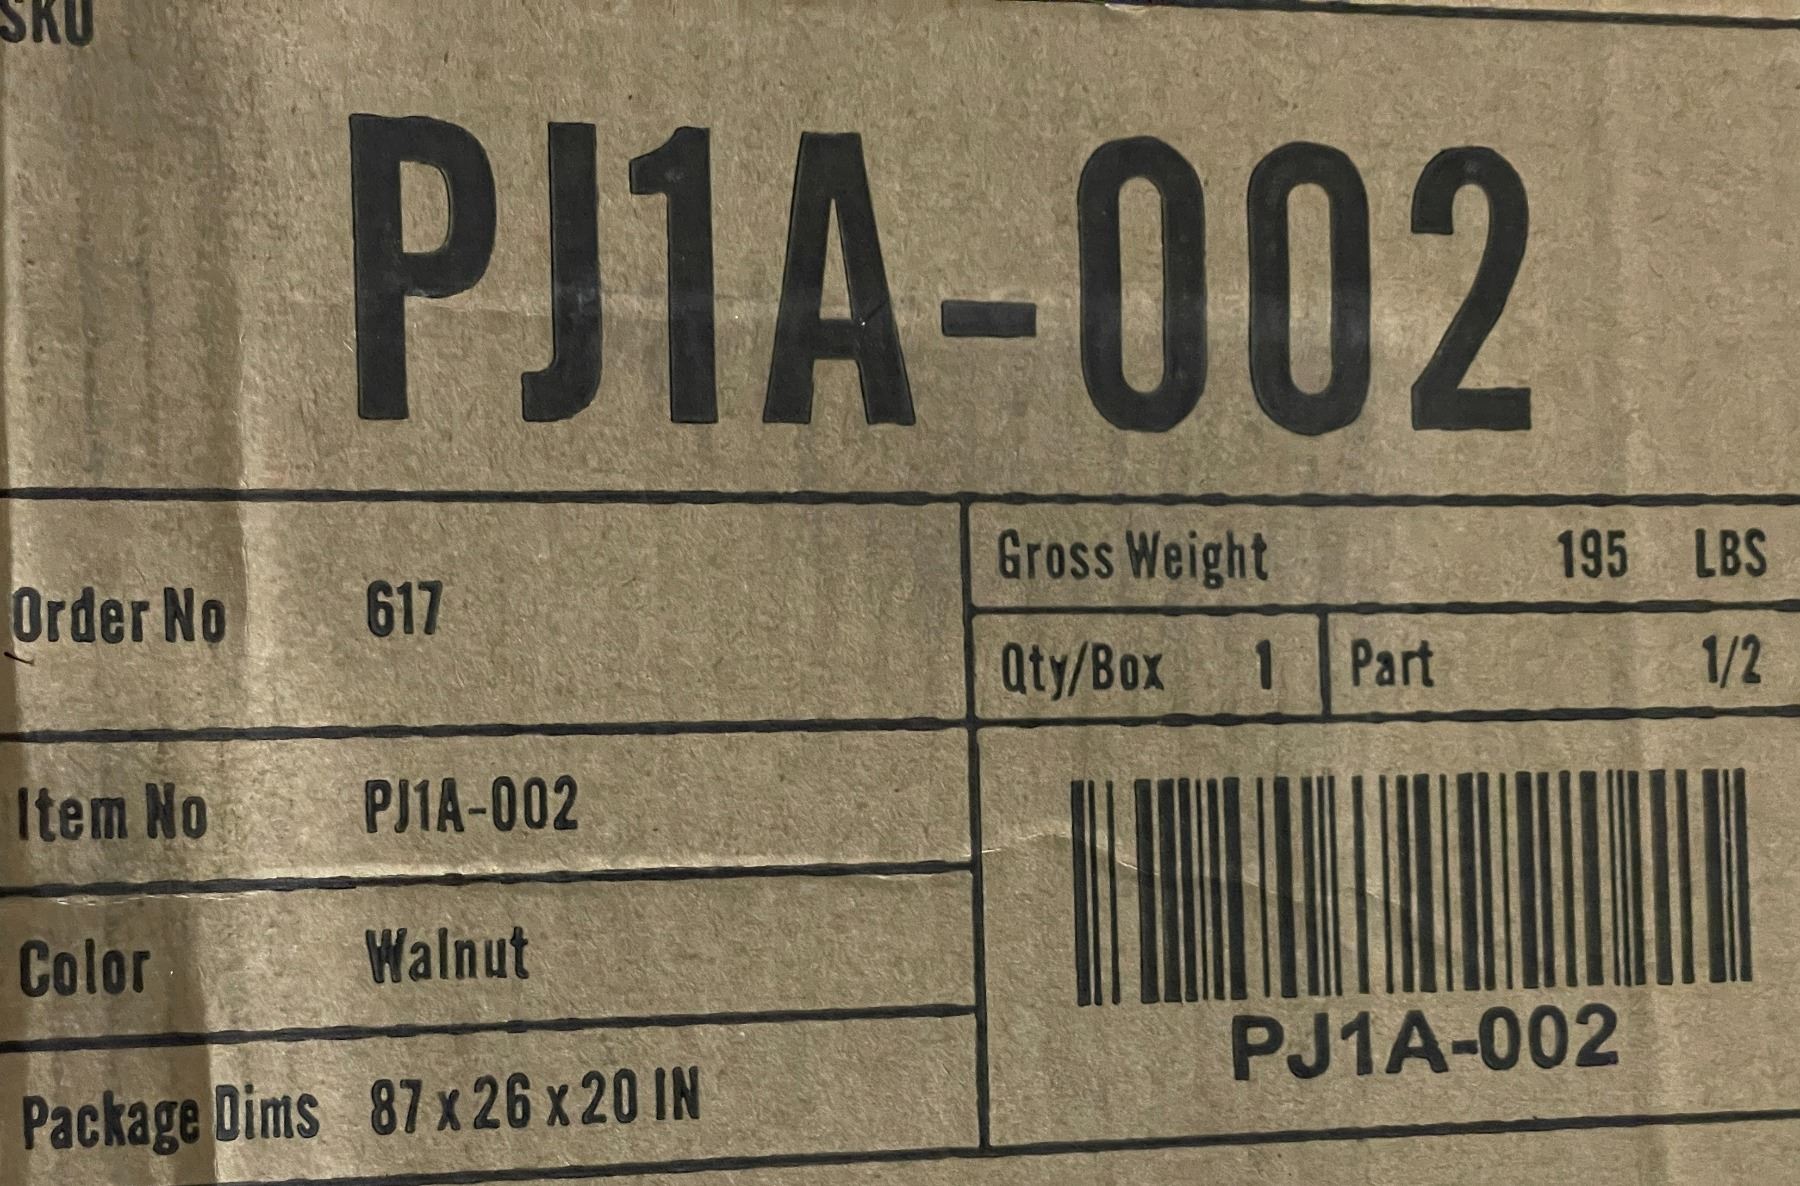 SKU
PJ1A-002
Order No 617
Gross Weight 195 LBS
Qty/Box 1 Part 1/2
Item No PJ1A-002
Color Walnut
Package Dims 87 x 26 x 20 IN
PJ1A-002